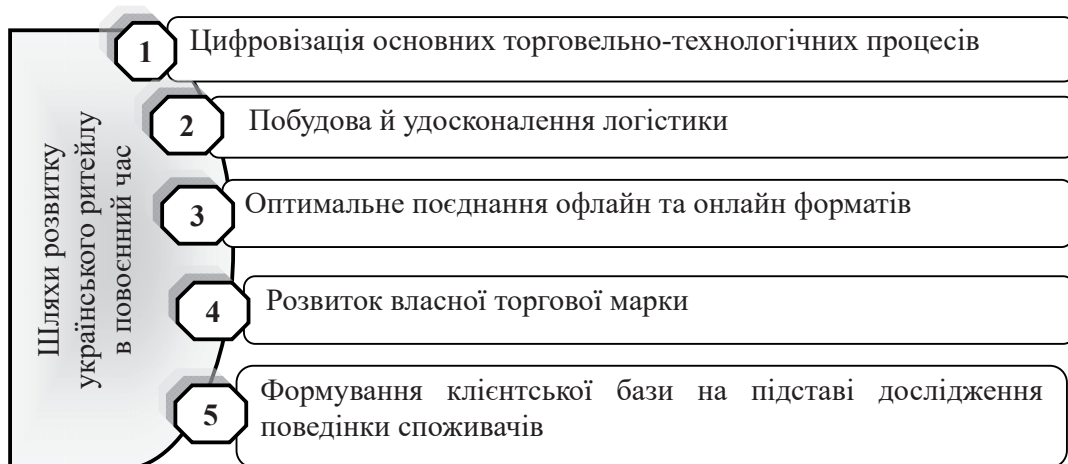 Шляхи розвитку
українського ритейлу
в повоєнний час
1
Цифровізація основних торговельно-технологічних процесів
2
Побудова й удосконалення логістики
3
Оптимальне поєднання офлайн та онлайн форматів
4
Розвиток власної торгової марки
5
Формування клієнтської бази на підставі дослідження
поведінки споживачів